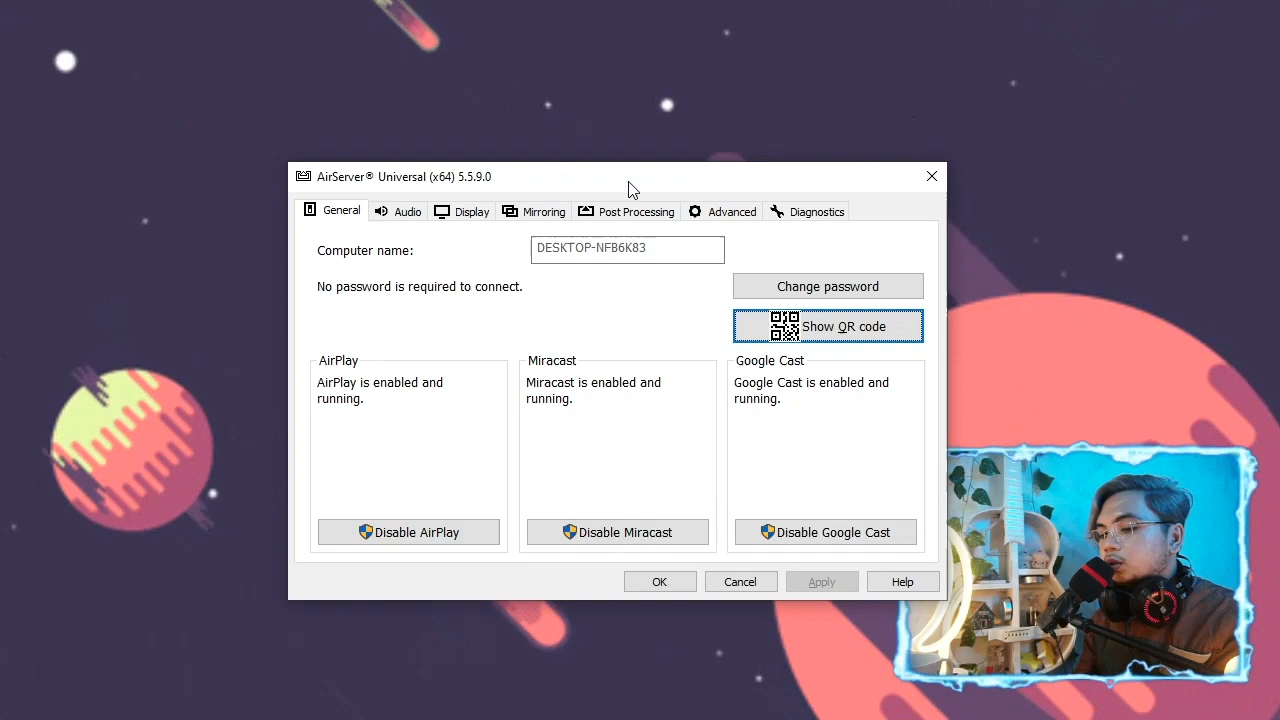 AirServer® Universal (x64) 5.5.9.0
General Audio Display Mirroring Post Processing Advanced Diagnostics
Computer name: DESKTOP-NFB6K83
No password is required to connect. Change password
Show QR code
AirPlay Miracast Google Cast
AirPlay is enabled and running.
Miracast is enabled and running.
Google Cast is enabled and running.
Disable AirPlay Disable Miracast Disable Google Cast
OK Cancel Apply Help